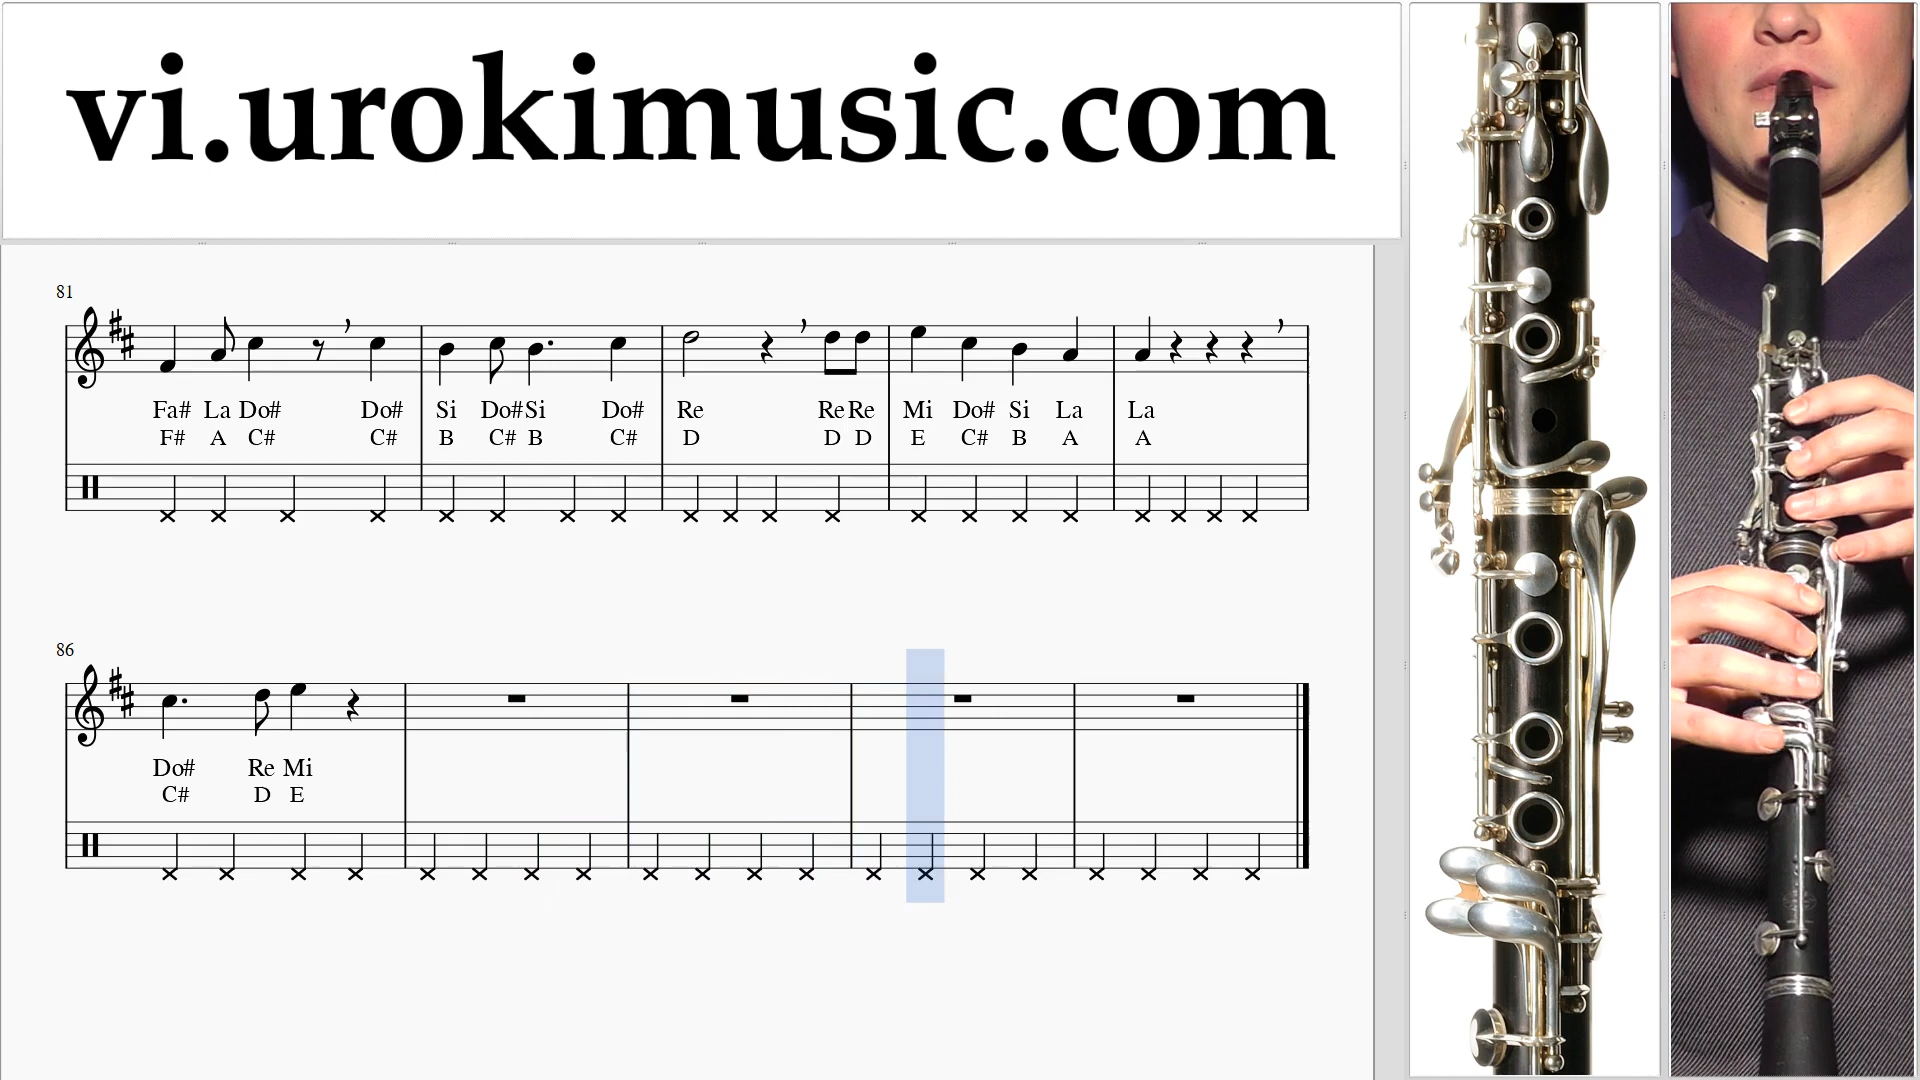 vi.urokimusic.com
81
Fa# La Do# Do# Si Do# Si Do# Re Re Re Mi Do# Si La La
F# A C# C# B C# B C# D D D E C# B A A
86
Do# Re Mi
C# D E